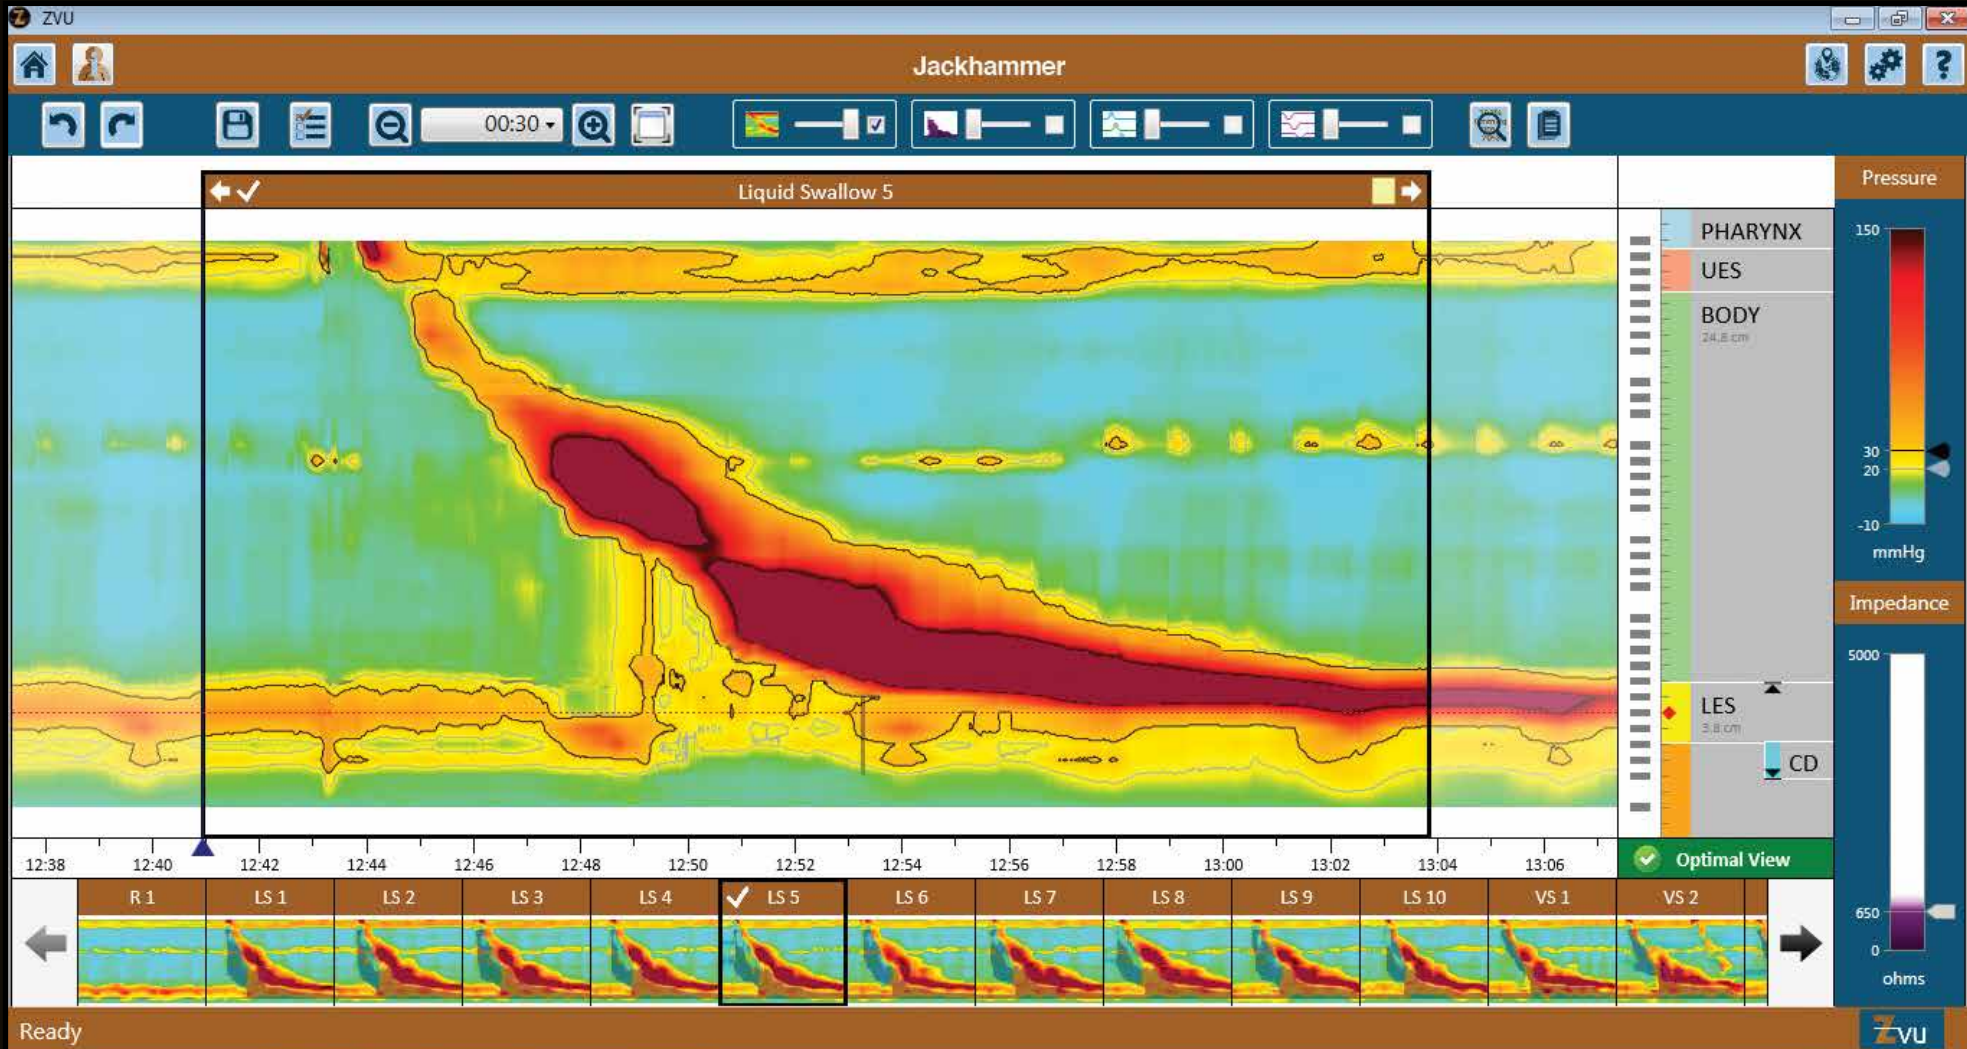 ZVU
Jackhammer
00:30
Liquid Swallow 5
Pressure
PHARYNX
UES
BODY
24.8 cm
LES
3.8 cm
CD
150
30
20
-10
mmHg
Impedance
5000
650
0
ohms
12:38 12:40 12:42 12:44 12:46 12:48 12:50 12:52 12:54 12:56 12:58 13:00 13:02 13:04 13:06
Optimal View
R 1 LS 1 LS 2 LS 3 LS 4 LS 5 LS 6 LS 7 LS 8 LS 9 LS 10 VS 1 VS 2
Ready
Zvu